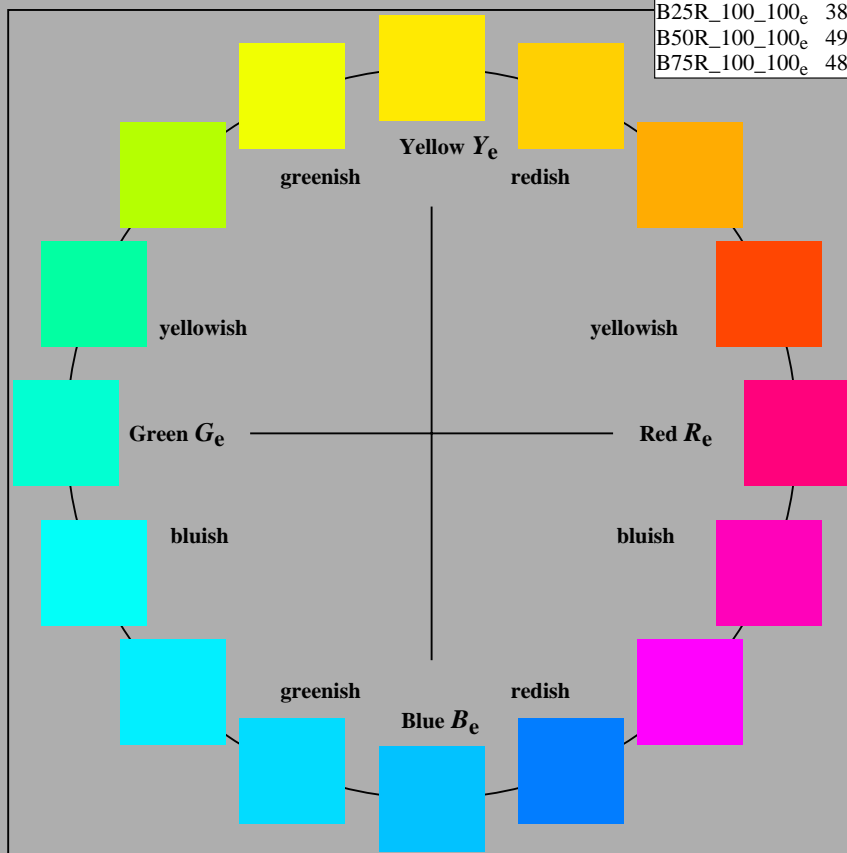 B25R_100_100e 38
B50R_100_100e 49
B75R_100_100e 48
Yellow Ye
greenish redish
yellowish yellowish
Green Ge Red Re
bluish bluish
greenish redish
Blue Be